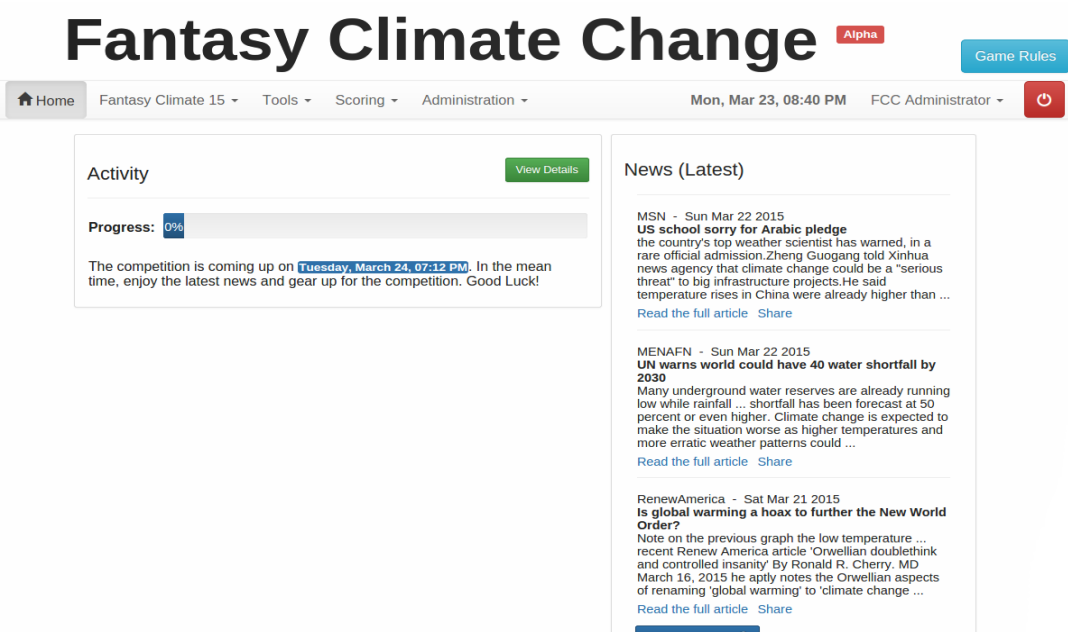 Fantasy Climate Change Alpha
Game Rules
Home Fantasy Climate 15 Tools Scoring Administration Mon, Mar 23, 08:40 PM FCC Administrator
Activity
View Details
Progress: 0%
The competition is coming up on Tuesday, March 24, 07:12 PM. In the mean
time, enjoy the latest news and gear up for the competition. Good Luck!
News (Latest)
MSN - Sun Mar 22 2015
US school sorry for Arabic pledge
the country's top weather scientist has warned, in a
rare official admission.Zheng Guogang told Xinhua
news agency that climate change could be a "serious
threat" to big infrastructure projects.He said
temperature rises in China were already higher than ...
Read the full article Share
MENAFN - Sun Mar 22 2015
UN warns world could have 40 water shortfall by
2030
Many underground water reserves are already running
low while rainfall ... shortfall has been forecast at 50
percent or even higher. Climate change is expected to
make the situation worse as higher temperatures and
more erratic weather patterns could ...
Read the full article Share
RenewAmerica - Sat Mar 21 2015
Is global warming a hoax to further the New World
Order?
Note on the previous graph the low temperature ...
recent Renew America article 'Orwellian doublethink
and controlled insanity' By Ronald R. Cherry. MD
March 16, 2015 he aptly notes the Orwellian aspects
of renaming 'global warming' to 'climate change ...
Read the full article Share